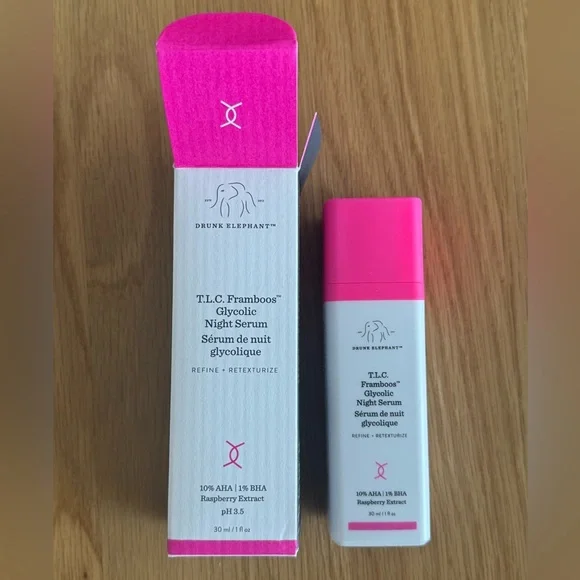 DRUNK ELEPHANT™
T.L.C. Framboos™
Glycolic
Night Serum
Sérum de nuit
glycolique
REFINE + RETEXTURIZE
10% AHA | 1% BHA
Raspberry Extract
pH 3.5
30 ml / 1 fl oz
DRUNK ELEPHANT™
T.L.C.
Framboos™
Glycolic
Night Serum
Sérum de nuit
glycolique
REFINE + RETEXTURIZE
10% AHA | 1% BHA
Raspberry Extract
30 ml / 1 fl oz